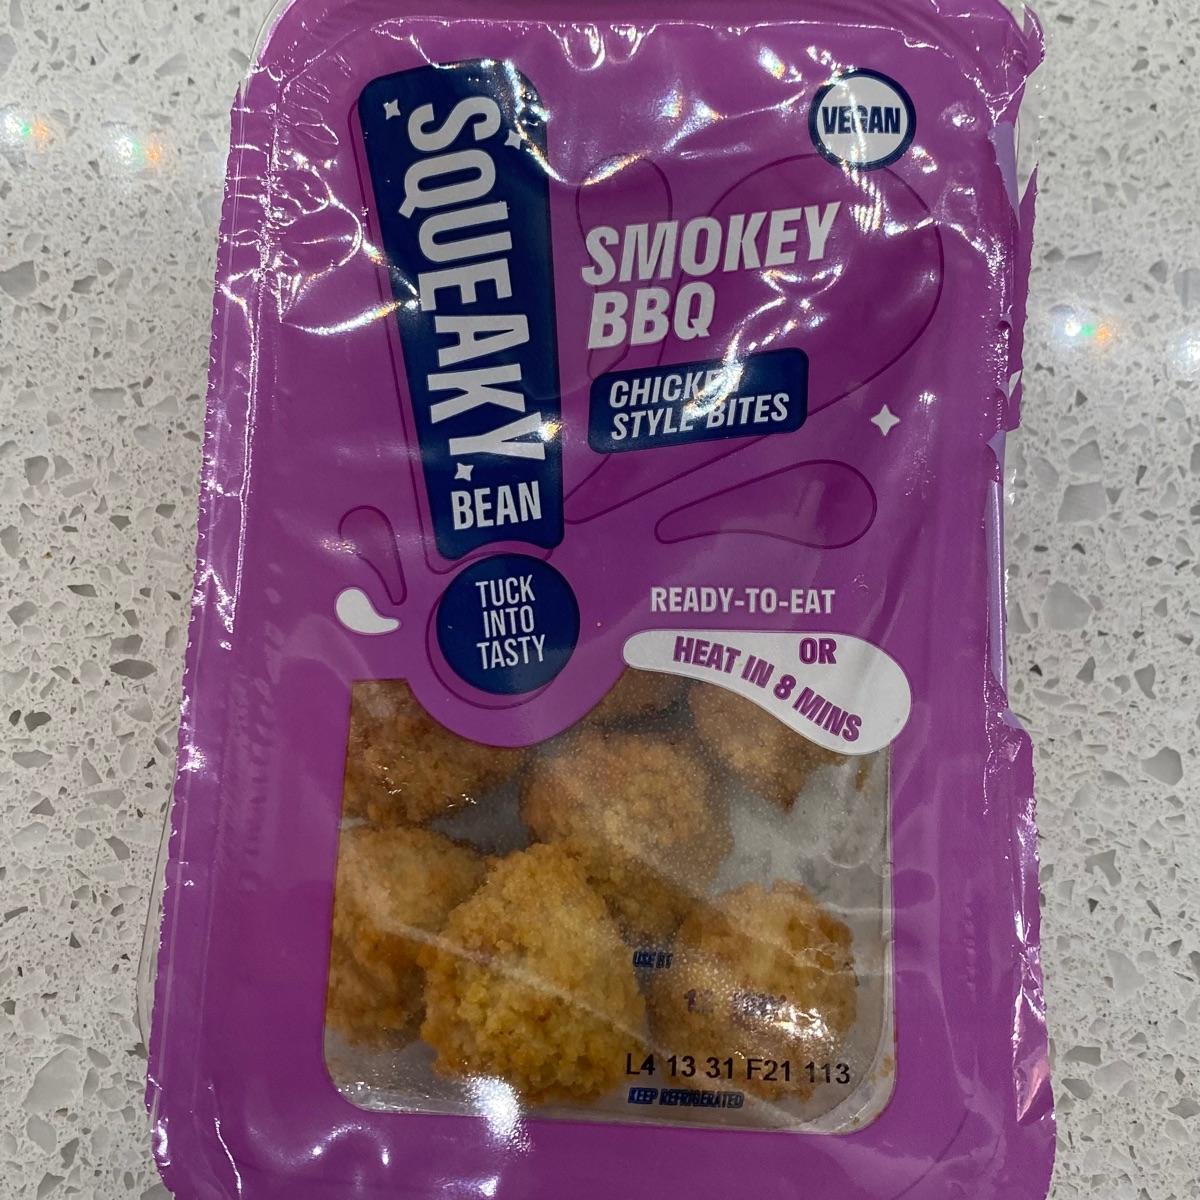 SQUEAKY
BEAN
VEGAN
SMOKEY
BBQ
CHICKEN
STYLE BITES
TUCK
INTO
TASTY
READY-TO-EAT
OR
HEAT IN 8 MINS
USE BY
L4 13 31 F21 113
KEEP REFRIGERATED